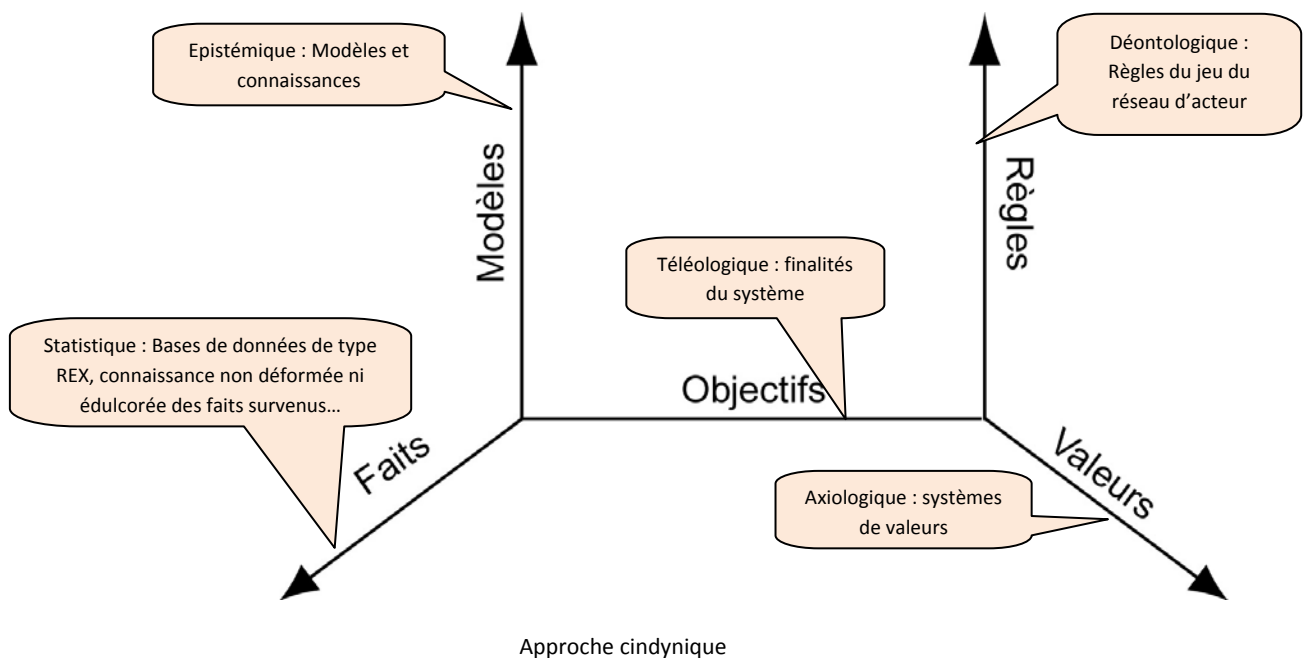 Epistémique : Modèles et
connaissances
Déontologique :
Règles du jeu du
réseau d'acteur
Modèles
Règles
Téléologique : finalités
du système
Statistique : Bases de données de type
REX, connaissance non déformée ni
édulcorée des faits survenus…
Objectifs
Faits
Valeurs
Axiologique : systèmes
de valeurs
Approche cindynique